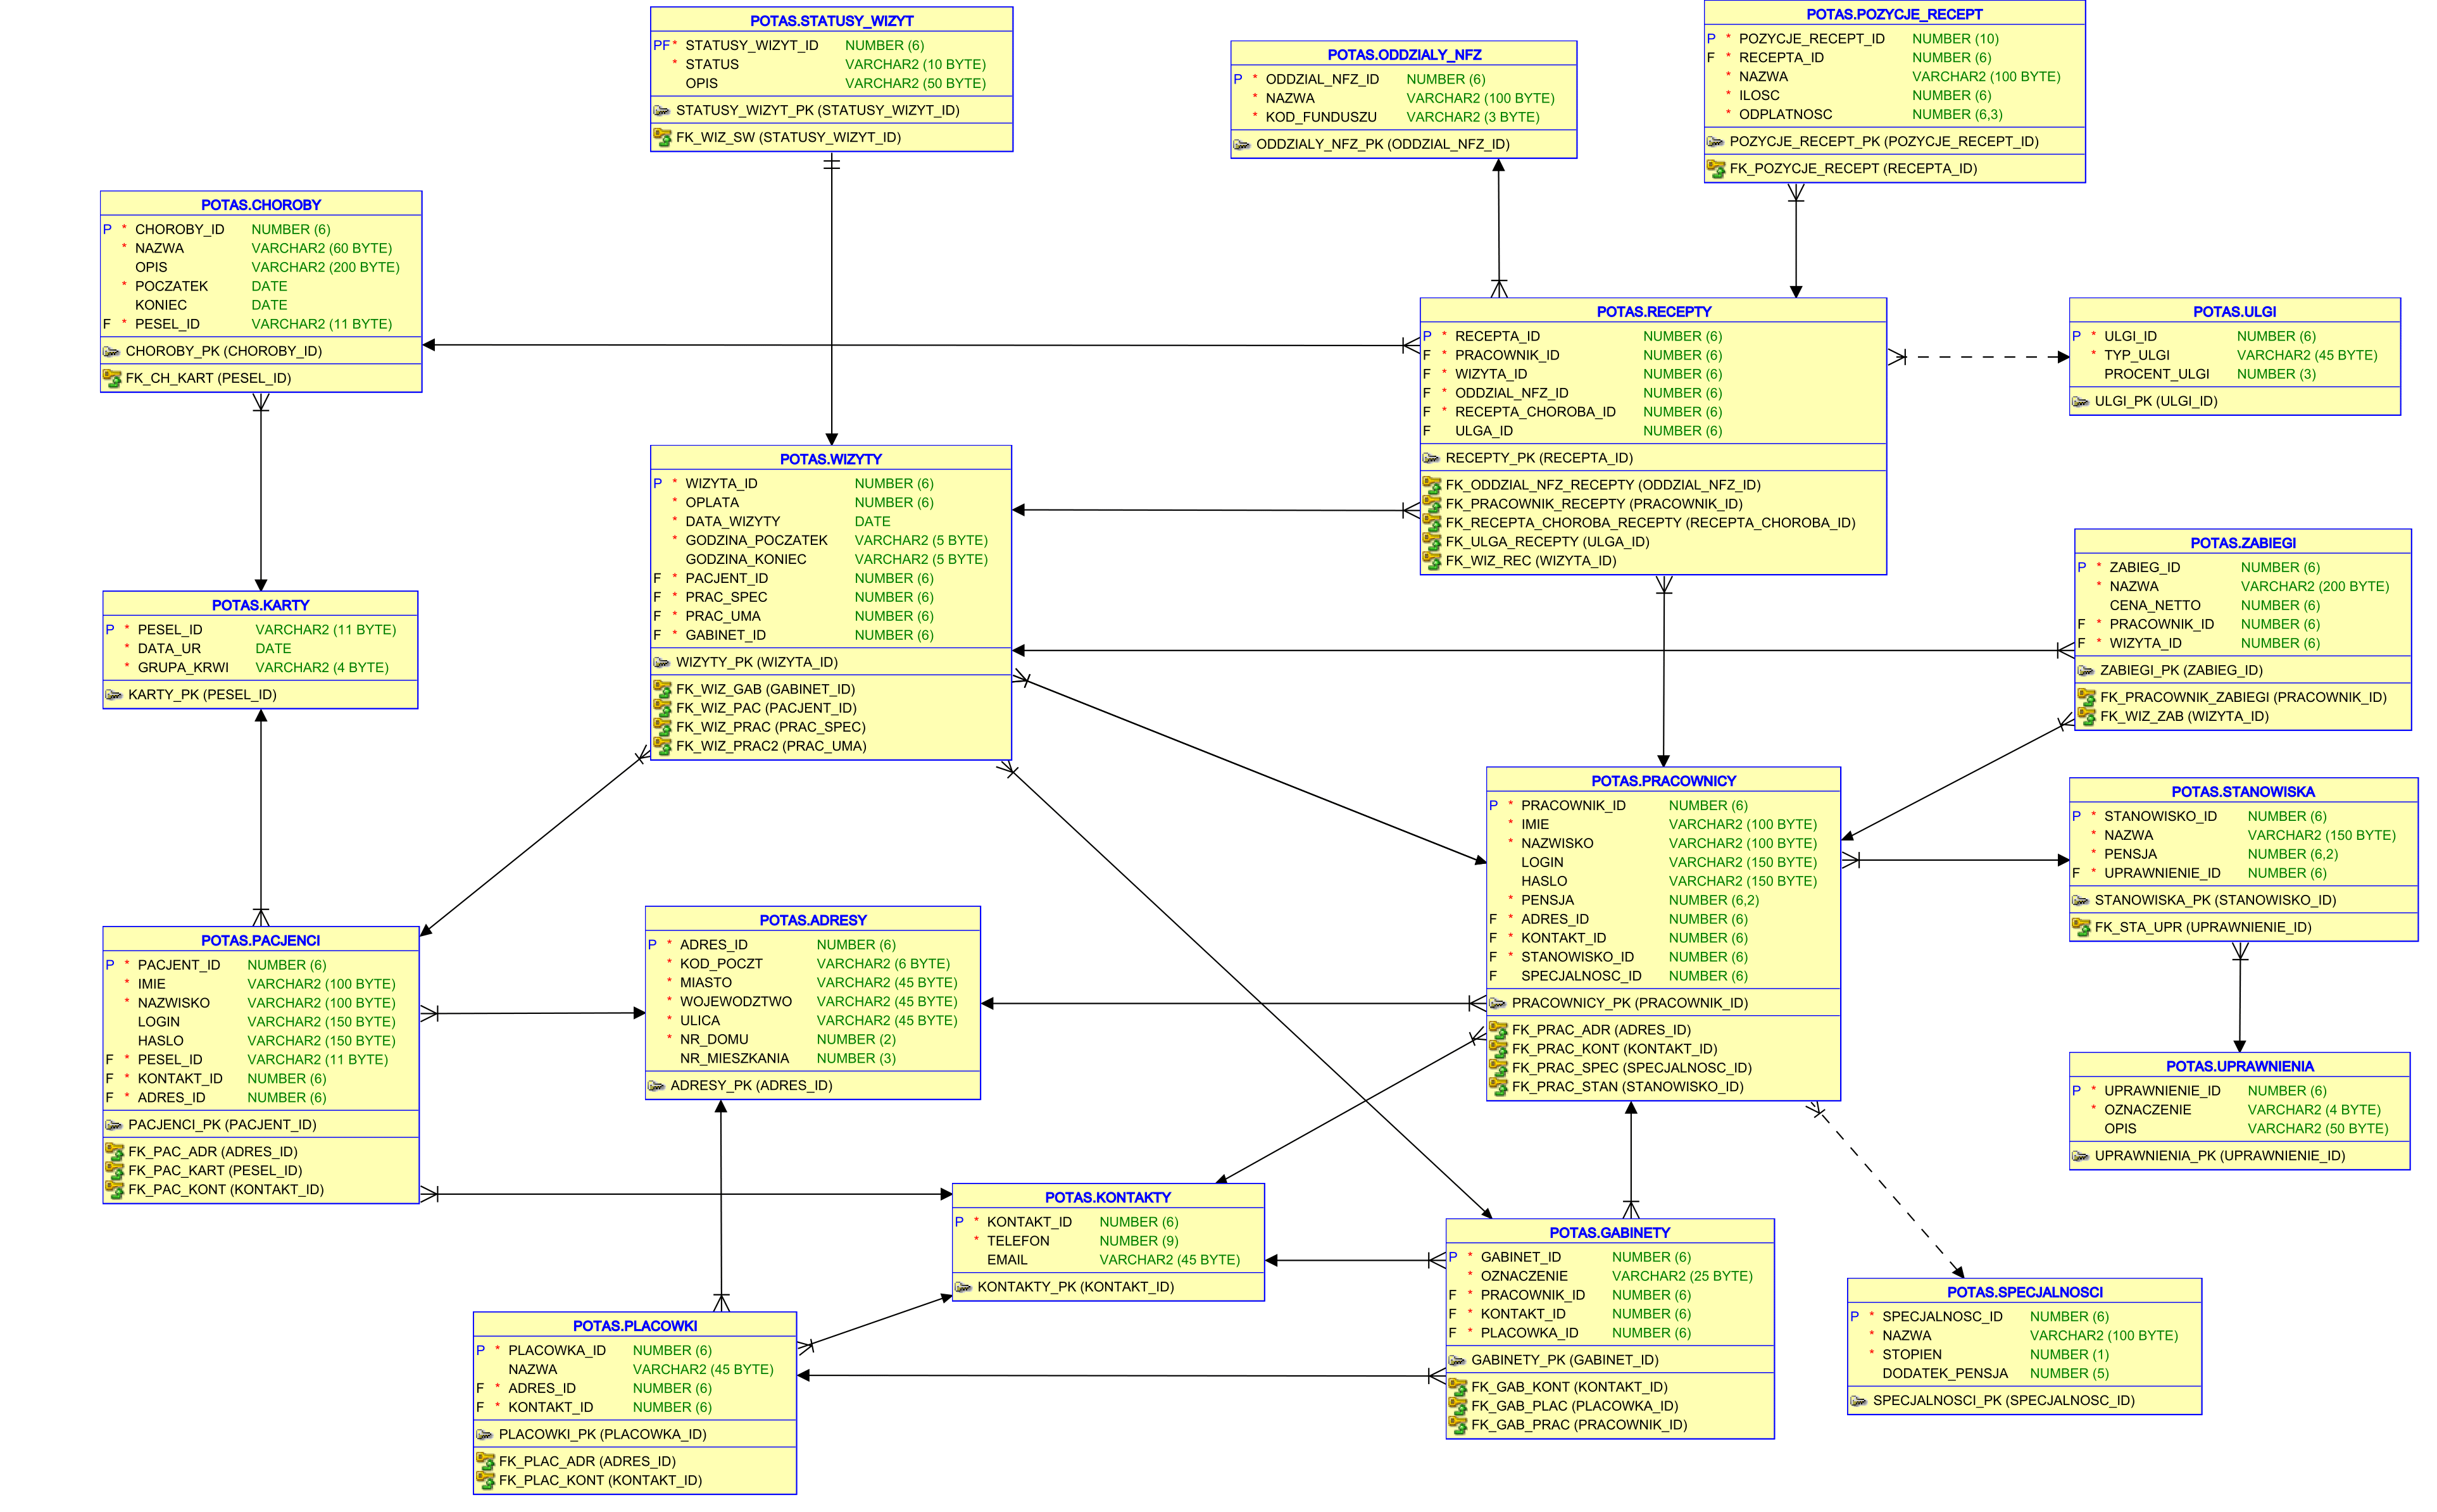 POTAS.STATUSY_WIZYT
PF * STATUSY_WIZYT_ID NUMBER (6)
* STATUS VARCHAR2 (10 BYTE)
OPIS VARCHAR2 (50 BYTE)
STATUSY_WIZYT_PK (STATUSY_WIZYT_ID)
FK_WIZ_SW (STATUSY_WIZYT_ID)
POTAS.ODDZIALY_NFZ
P * ODDZIAL_NFZ_ID NUMBER (6)
* NAZWA VARCHAR2 (100 BYTE)
* KOD_FUNDUSZU VARCHAR2 (3 BYTE)
ODDZIALY_NFZ_PK (ODDZIAL_NFZ_ID)
POTAS.POZYCJE_RECEPT
P * POZYCJE_RECEPT_ID NUMBER (10)
F * RECEPTA_ID NUMBER (6)
* NAZWA VARCHAR2 (100 BYTE)
* ILOSC NUMBER (6)
* ODPLATNOSC NUMBER (6,3)
POZYCJE_RECEPT_PK (POZYCJE_RECEPT_ID)
FK_POZYCJE_RECEPT (RECEPTA_ID)
POTAS.CHOROBY
P * CHOROBY_ID NUMBER (6)
* NAZWA VARCHAR2 (60 BYTE)
OPIS VARCHAR2 (200 BYTE)
* POCZATEK DATE
KONIEC DATE
F * PESEL_ID VARCHAR2 (11 BYTE)
CHOROBY_PK (CHOROBY_ID)
FK_CH_KART (PESEL_ID)
POTAS.RECEPTY
P * RECEPTA_ID NUMBER (6)
F * PRACOWNIK_ID NUMBER (6)
F * WIZYTA_ID NUMBER (6)
F * ODDZIAL_NFZ_ID NUMBER (6)
F * RECEPTA_CHOROBA_ID NUMBER (6)
F ULGA_ID NUMBER (6)
RECEPTY_PK (RECEPTA_ID)
FK_ODDZIAL_NFZ_RECEPTY (ODDZIAL_NFZ_ID)
FK_PRACOWNIK_RECEPTY (PRACOWNIK_ID)
FK_RECEPTA_CHOROBA_RECEPTY (RECEPTA_CHOROBA_ID)
FK_ULGA_RECEPTY (ULGA_ID)
FK_WIZ_REC (WIZYTA_ID)
POTAS.ULGI
P * ULGI_ID NUMBER (6)
* TYP_ULGI VARCHAR2 (45 BYTE)
PROCENT_ULGI NUMBER (3)
ULGI_PK (ULGI_ID)
POTAS.WIZYTY
P * WIZYTA_ID NUMBER (6)
* OPLATA NUMBER (6)
* DATA_WIZYTY DATE
* GODZINA_POCZATEK VARCHAR2 (5 BYTE)
GODZINA_KONIEC VARCHAR2 (5 BYTE)
F * PACJENT_ID NUMBER (6)
F * PRAC_SPEC NUMBER (6)
F * PRAC_UMA NUMBER (6)
F * GABINET_ID NUMBER (6)
WIZYTY_PK (WIZYTA_ID)
FK_WIZ_GAB (GABINET_ID)
FK_WIZ_PAC (PACJENT_ID)
FK_WIZ_PRAC (PRAC_SPEC)
FK_WIZ_PRAC2 (PRAC_UMA)
POTAS.ZABIEGI
P * ZABIEG_ID NUMBER (6)
* NAZWA VARCHAR2 (200 BYTE)
CENA_NETTO NUMBER (6)
F * PRACOWNIK_ID NUMBER (6)
F * WIZYTA_ID NUMBER (6)
ZABIEGI_PK (ZABIEG_ID)
FK_PRACOWNIK_ZABIEGI (PRACOWNIK_ID)
FK_WIZ_ZAB (WIZYTA_ID)
POTAS.KARTY
P * PESEL_ID VARCHAR2 (11 BYTE)
* DATA_UR DATE
* GRUPA_KRWI VARCHAR2 (4 BYTE)
KARTY_PK (PESEL_ID)
POTAS.PRACOWNICY
P * PRACOWNIK_ID NUMBER (6)
* IMIE VARCHAR2 (100 BYTE)
* NAZWISKO VARCHAR2 (100 BYTE)
LOGIN VARCHAR2 (150 BYTE)
HASLO VARCHAR2 (150 BYTE)
* PENSJA NUMBER (6,2)
F * ADRES_ID NUMBER (6)
F * KONTAKT_ID NUMBER (6)
F * STANOWISKO_ID NUMBER (6)
F SPECJALNOSC_ID NUMBER (6)
PRACOWNICY_PK (PRACOWNIK_ID)
FK_PRAC_ADR (ADRES_ID)
FK_PRAC_KONT (KONTAKT_ID)
FK_PRAC_SPEC (SPECJALNOSC_ID)
FK_PRAC_STAN (STANOWISKO_ID)
POTAS.STANOWISKA
P * STANOWISKO_ID NUMBER (6)
* NAZWA VARCHAR2 (150 BYTE)
* PENSJA NUMBER (6,2)
F * UPRAWNIENIE_ID NUMBER (6)
STANOWISKA_PK (STANOWISKO_ID)
FK_STA_UPR (UPRAWNIENIE_ID)
POTAS.PACJENCI
P * PACJENT_ID NUMBER (6)
* IMIE VARCHAR2 (100 BYTE)
* NAZWISKO VARCHAR2 (100 BYTE)
LOGIN VARCHAR2 (150 BYTE)
HASLO VARCHAR2 (150 BYTE)
F * PESEL_ID VARCHAR2 (11 BYTE)
F * KONTAKT_ID NUMBER (6)
F * ADRES_ID NUMBER (6)
PACJENCI_PK (PACJENT_ID)
FK_PAC_ADR (ADRES_ID)
FK_PAC_KART (PESEL_ID)
FK_PAC_KONT (KONTAKT_ID)
POTAS.ADRESY
P * ADRES_ID NUMBER (6)
* KOD_POCZT VARCHAR2 (6 BYTE)
* MIASTO VARCHAR2 (45 BYTE)
* WOJEWODZTWO VARCHAR2 (45 BYTE)
* ULICA VARCHAR2 (45 BYTE)
* NR_DOMU NUMBER (2)
NR_MIESZKANIA NUMBER (3)
ADRESY_PK (ADRES_ID)
POTAS.UPRAWNIENIA
P * UPRAWNIENIE_ID NUMBER (6)
* OZNACZENIE VARCHAR2 (4 BYTE)
OPIS VARCHAR2 (50 BYTE)
UPRAWNIENIA_PK (UPRAWNIENIE_ID)
POTAS.KONTAKTY
P * KONTAKT_ID NUMBER (6)
* TELEFON NUMBER (9)
EMAIL VARCHAR2 (45 BYTE)
KONTAKTY_PK (KONTAKT_ID)
POTAS.GABINETY
P * GABINET_ID NUMBER (6)
* OZNACZENIE VARCHAR2 (25 BYTE)
F * PRACOWNIK_ID NUMBER (6)
F * KONTAKT_ID NUMBER (6)
F * PLACOWKA_ID NUMBER (6)
GABINETY_PK (GABINET_ID)
FK_GAB_KONT (KONTAKT_ID)
FK_GAB_PLAC (PLACOWKA_ID)
FK_GAB_PRAC (PRACOWNIK_ID)
POTAS.SPECJALNOSCI
P * SPECJALNOSC_ID NUMBER (6)
* NAZWA VARCHAR2 (100 BYTE)
* STOPIEN NUMBER (1)
DODATEK_PENSJA NUMBER (5)
SPECJALNOSCI_PK (SPECJALNOSC_ID)
POTAS.PLACOWKI
P * PLACOWKA_ID NUMBER (6)
NAZWA VARCHAR2 (45 BYTE)
F * ADRES_ID NUMBER (6)
F * KONTAKT_ID NUMBER (6)
PLACOWKI_PK (PLACOWKA_ID)
FK_PLAC_ADR (ADRES_ID)
FK_PLAC_KONT (KONTAKT_ID)